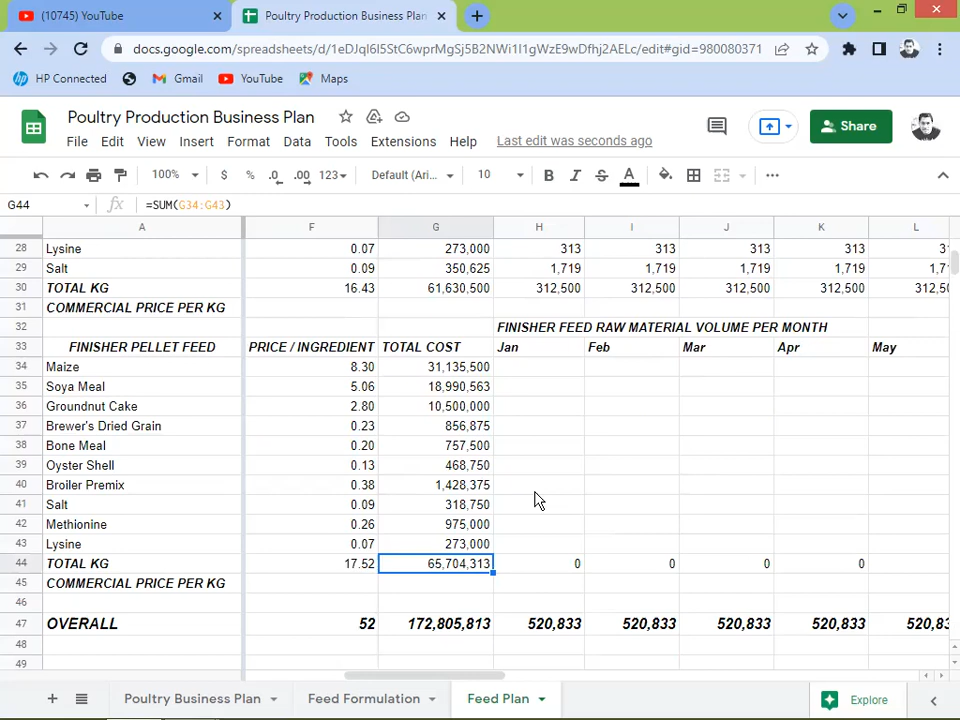 (10745) YouTube
Poultry Production Business Plan
docs.google.com/spreadsheets/d/1eDJqI6I5StC6wprMgSj5B2NWi1I1gWzE9wDfhj2AELc/edit#gid=980080371
HP Connected Gmail YouTube Maps
Poultry Production Business Plan
Share
File Edit View Insert Format Data Tools Extensions Help Last edit was seconds ago
100% $ % .0 .00 123 Default (Ari... 10 B I S A
G44 fx =SUM(G34:G43)
A F G H I J K L
28 Lysine 0.07 273,000 313 313 313 313 3
29 Salt 0.09 350,625 1,719 1,719 1,719 1,719 1,7
30 TOTAL KG 16.43 61,630,500 312,500 312,500 312,500 312,500 312,50
31 COMMERCIAL PRICE PER KG
32 FINISHER FEED RAW MATERIAL VOLUME PER MONTH
33 FINISHER PELLET FEED PRICE / INGREDIENT TOTAL COST Jan Feb Mar Apr May
34 Maize 8.30 31,135,500
35 Soya Meal 5.06 18,990,563
36 Groundnut Cake 2.80 10,500,000
37 Brewer's Dried Grain 0.23 856,875
38 Bone Meal 0.20 757,500
39 Oyster Shell 0.13 468,750
40 Broiler Premix 0.38 1,428,375
41 Salt 0.09 318,750
42 Methionine 0.26 975,000
43 Lysine 0.07 273,000
44 TOTAL KG 17.52 65,704,313 0 0 0 0
45 COMMERCIAL PRICE PER KG
46
47 OVERALL 52 172,805,813 520,833 520,833 520,833 520,833 520,8
48
49
Poultry Business Plan Feed Formulation Feed Plan Explore